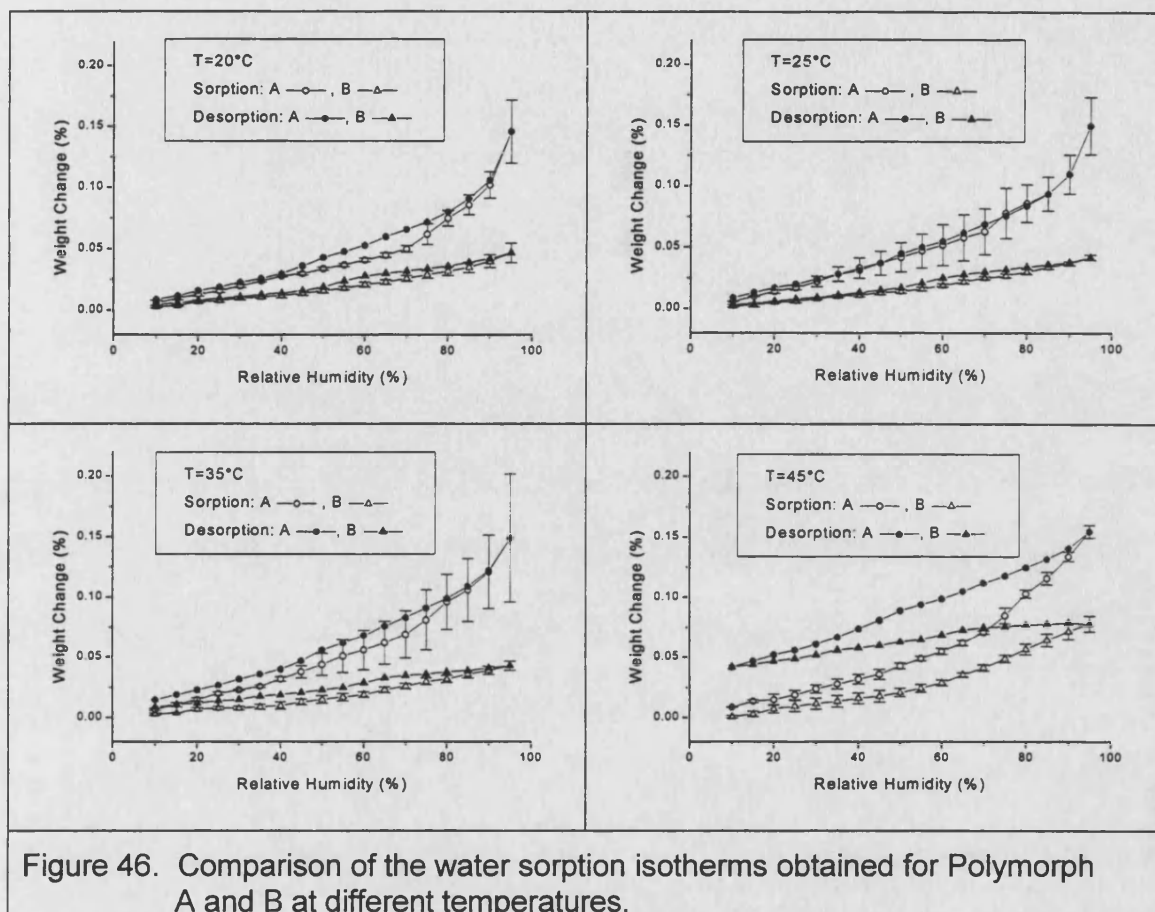 T=20°C
Sorption: A —○—, B —△—
Desorption: A —●—, B —▲—
Weight Change (%)
0.20
0.15
0.10
0.05
0.00
0 20 40 60 80 100
Relative Humidity (%)
T=25°C
Sorption: A —○—, B —△—
Desorption: A —●—, B —▲—
Weight Change (%)
0.20
0.15
0.10
0.05
0.00
0 20 40 60 80 100
Relative Humidity (%)
T=35°C
Sorption: A —○—, B —△—
Desorption: A —●—, B —▲—
Weight Change (%)
0.20
0.15
0.10
0.05
0.00
0 20 40 60 80 100
Relative Humidity (%)
T=45°C
Sorption: A —○—, B —△—
Desorption: A —●—, B —▲—
Weight Change (%)
0.20
0.15
0.10
0.05
0.00
0 20 40 60 80 100
Relative Humidity (%)
Figure 46. Comparison of the water sorption isotherms obtained for Polymorph
A and B at different temperatures.